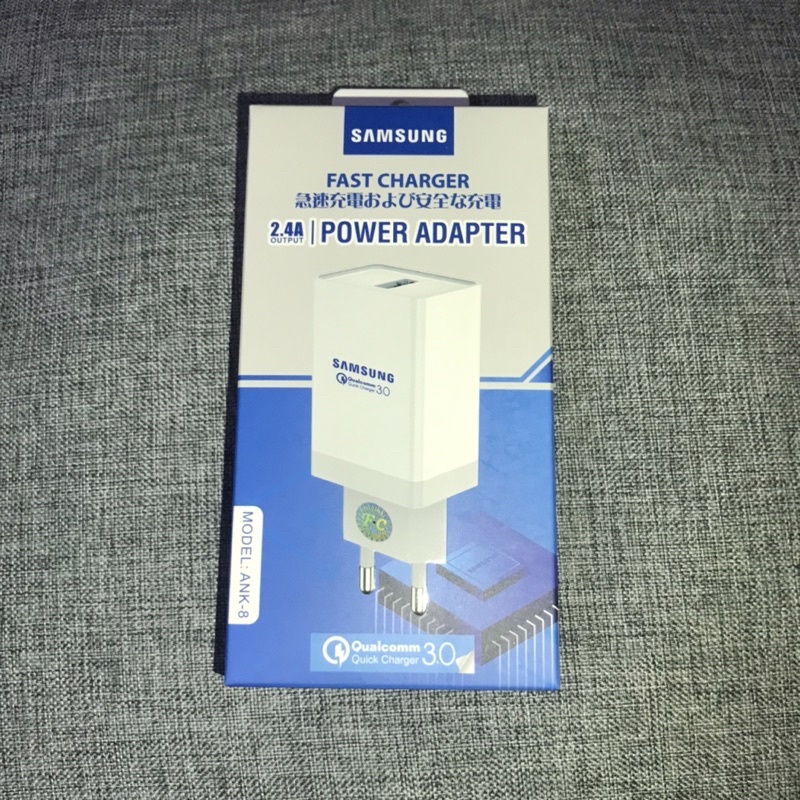 SAMSUNG
FAST CHARGER
急速充電および安全な充電
2.4A
OUTPUT
POWER ADAPTER
SAMSUNG
Qualcomm
Quick Charger 3.0
F·C
MODEL: ANK-8
Qualcomm
Quick Charger 3.0